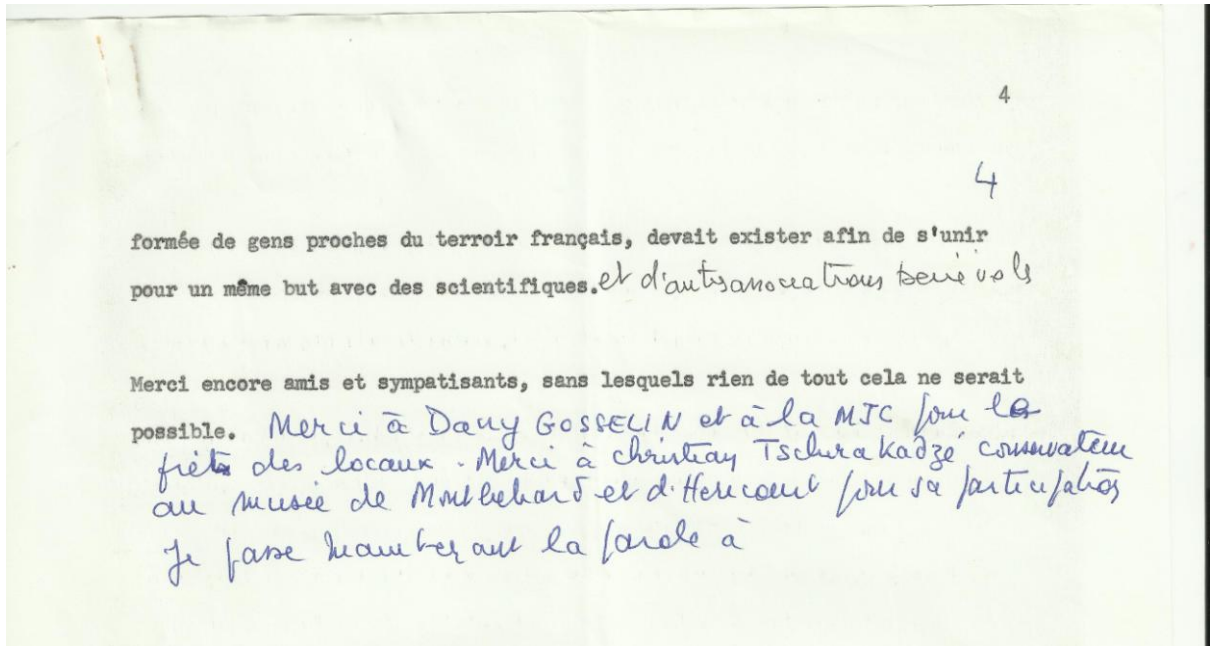 4
4
formée de gens proches du terroir français, devait exister afin de s'unir
pour un même but avec des scientifiques. et d'autres associations bénévoles
Merci encore amis et sympatisants, sans lesquels rien de tout cela ne serait
possible. Merci à Dany GOSSELIN et à la MJC pour le
prêt des locaux. Merci à Christian Tschirakadzé conservateur
au musée de Montbéliard et d'Hericourt pour sa participation
Je passe maintenant la parole à